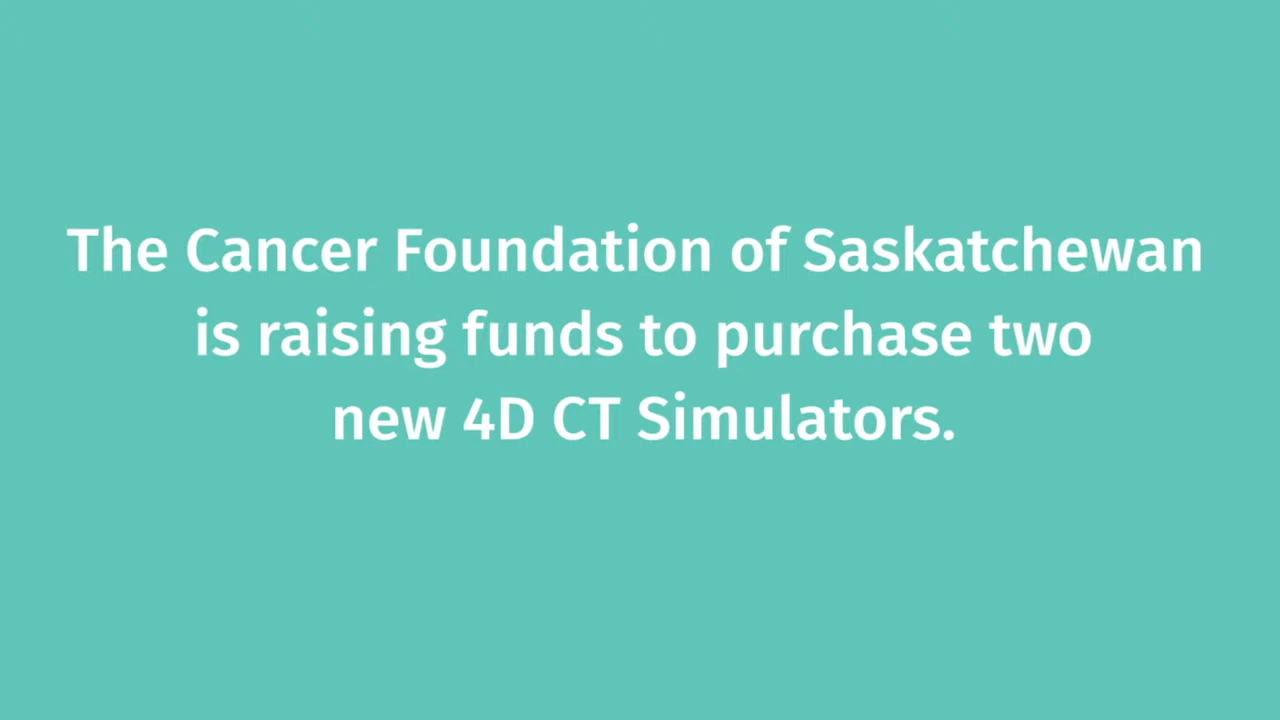 The Cancer Foundation of Saskatchewan
is raising funds to purchase two
new 4D CT Simulators.